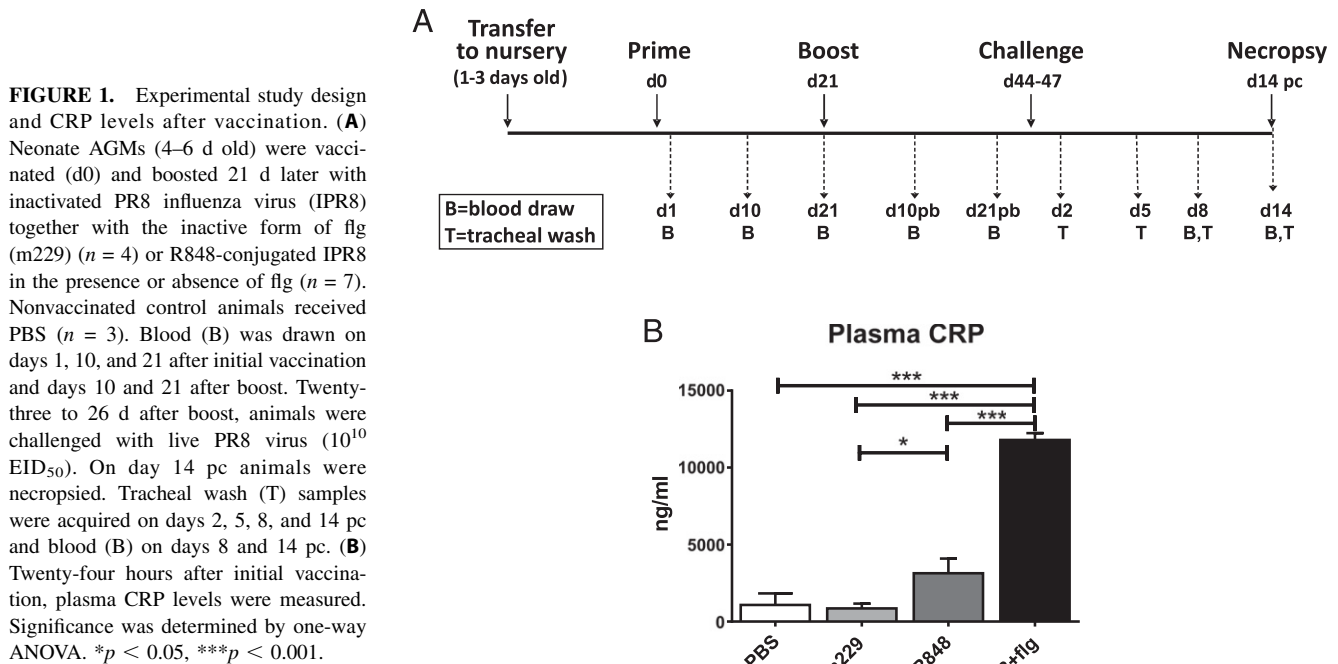 FIGURE 1. Experimental study design
and CRP levels after vaccination. (A)
Neonate AGMs (4–6 d old) were vacci-
nated (d0) and boosted 21 d later with
inactivated PR8 influenza virus (IPR8)
together with the inactive form of flg
(m229) (n = 4) or R848-conjugated IPR8
in the presence or absence of flg (n = 7).
Nonvaccinated control animals received
PBS (n = 3). Blood (B) was drawn on
days 1, 10, and 21 after initial vaccination
and days 10 and 21 after boost. Twenty-
three to 26 d after boost, animals were
challenged with live PR8 virus (10^10
EID50). On day 14 pc animals were
necropsied. Tracheal wash (T) samples
were acquired on days 2, 5, 8, and 14 pc
and blood (B) on days 8 and 14 pc. (B)
Twenty-four hours after initial vaccina-
tion, plasma CRP levels were measured.
Significance was determined by one-way
ANOVA. *p < 0.05, ***p < 0.001.
A
Transfer
to nursery
(1-3 days old)
Prime
d0
Boost
d21
Challenge
d44-47
Necropsy
d14 pc
B=blood draw
T=tracheal wash
d1 d10 d21 d10pb d21pb d2 d5 d8 d14
B B B B B T T B,T B,T
B
Plasma CRP
***
***
***
*
15000
10000
5000
0
ng/ml
PBS
229
848
+flg